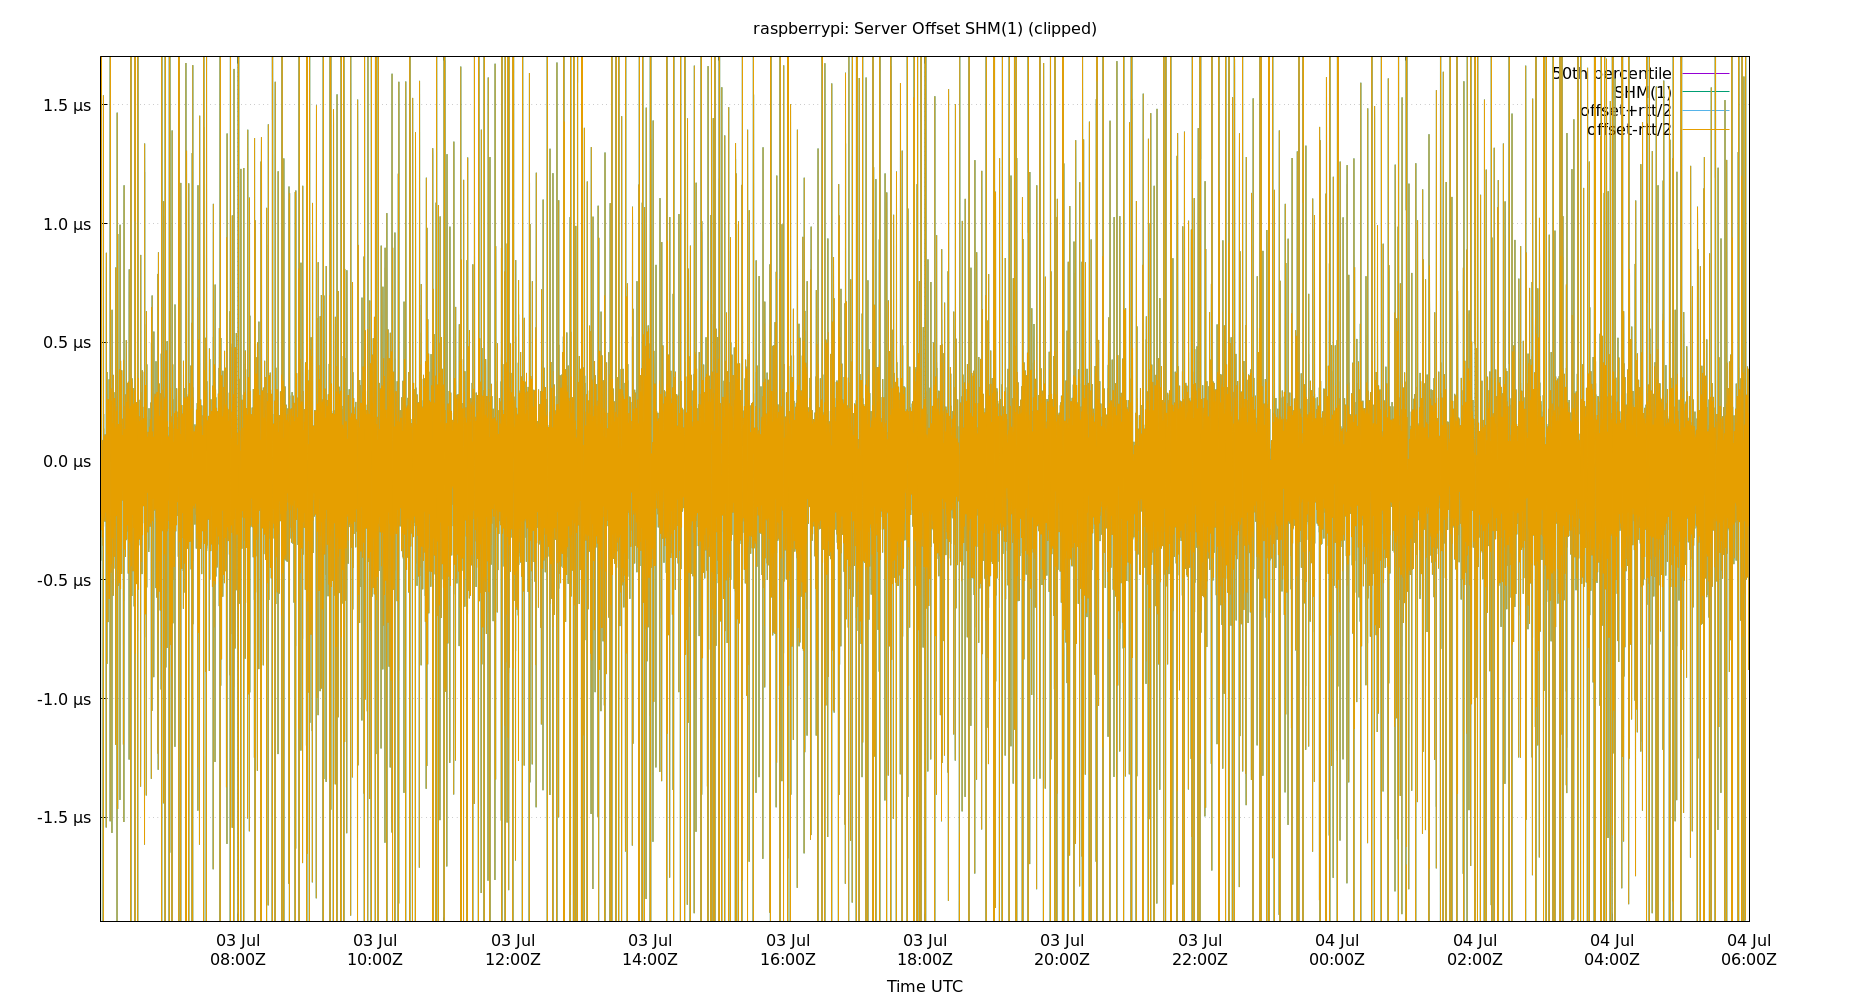 raspberrypi: Server Offset SHM(1) (clipped)
50th percentile
SHM(1)
offset+rtt/2
offset-rtt/2
1.5 µs
1.0 µs
0.5 µs
0.0 µs
-0.5 µs
-1.0 µs
-1.5 µs
03 Jul 03 Jul 03 Jul 03 Jul 03 Jul 03 Jul 03 Jul 03 Jul 04 Jul 04 Jul 04 Jul 04 Jul
08:00Z 10:00Z 12:00Z 14:00Z 16:00Z 18:00Z 20:00Z 22:00Z 00:00Z 02:00Z 04:00Z 06:00Z
Time UTC